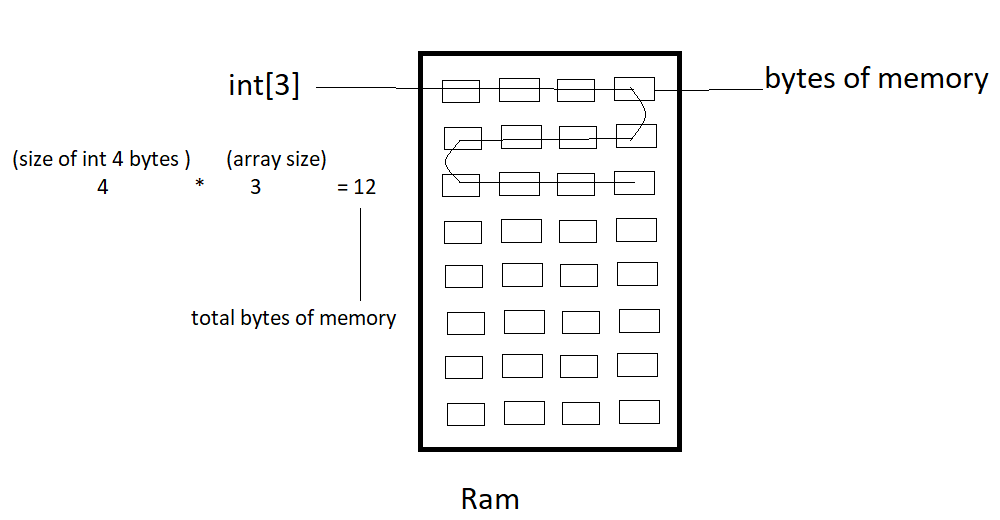 int[3]
bytes of memory
(size of int 4 bytes ) (array size)
4 * 3 = 12
total bytes of memory
Ram